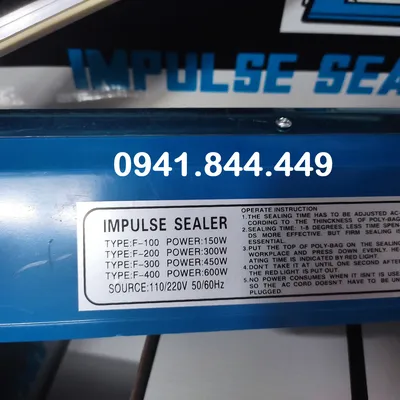 IMPULSE SEA
0941.844.449
IMPULSE SEALER
TYPE:F-100 POWER:150W
TYPE:F-200 POWER:300W
TYPE:F-300 POWER:450W
TYPE:F-400 POWER:600W
SOURCE:110/220V 50/60Hz
OPERATE INSTRUCTION
1.THE SEALING TIME HAS TO BE ADJUSTED AC-
CORDING TO THE THINCKNESS OF POLY-BAG
2.SEALING TIME: 1-8 DEGREES, LESS TIME SPEN-
DS MORE EFFECTIVE BUT FIRM SEALING
ESSENTIAL.
3.PUT THE TOP OF POLY-BAG ON THE SEALING
WORKPLACE AND PRESS DOWN EVENLY.
ATING TIME IS INDICATED BY RED LIGHT.
4.DON'T TAKE IT AT UNTIL ONE SECOND AFTER
THE RED LIGHT IS PUT OUT.
5.NO POWER CONSUMES WHEN IT ISN'T IS USE
SO THE AC CORD DOESN'T HAVE TO BE
PLUGGED.